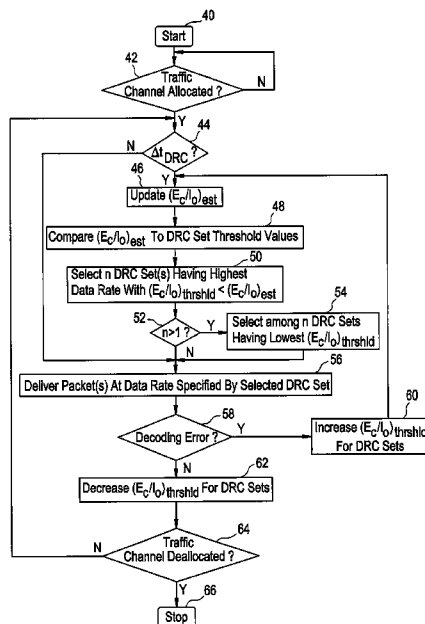 40
Start
42
Traffic
Channel Allocated ?
N
Y
44
N
Δt DRC ?
46
Y
Update (Ec/Io)est
48
Compare (Ec/Io)est To DRC Set Threshold Values
50
Select n DRC Set(s) Having Highest
Data Rate With (Ec/Io)thrshld < (Ec/Io)est
52
n>1 ?
Y
54
Select among n DRC Sets
Having Lowest (Ec/Io)thrshld
N
56
Deliver Packet(s) At Data Rate Specified By Selected DRC Set
58
Decoding Error ?
Y
60
Increase (Ec/Io)thrshld
For DRC Sets
N
62
Decrease (Ec/Io)thrshld For DRC Sets
64
N
Traffic
Channel Deallocated ?
Y
66
Stop